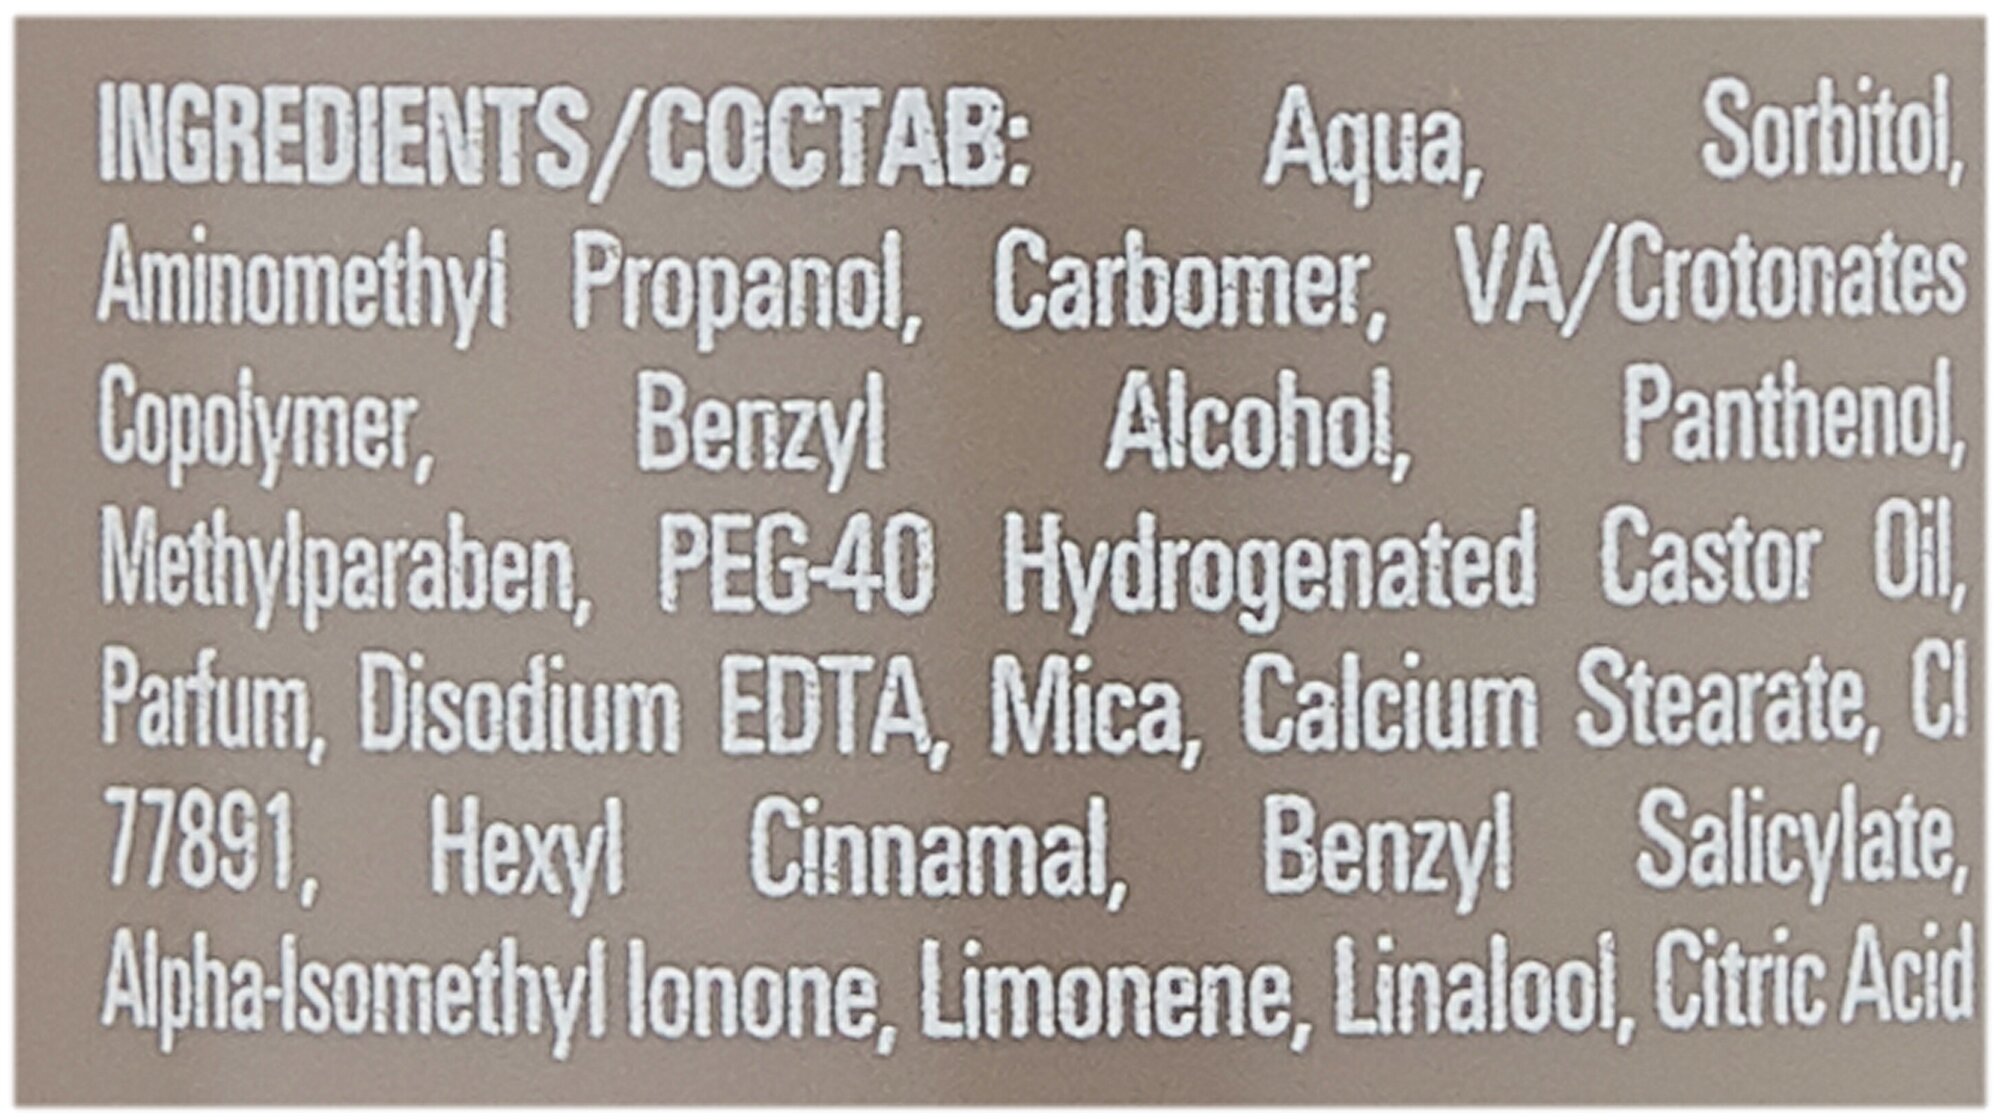 INGREDIENTS/СОСТАВ: Aqua, Sorbitol,
Aminomethyl Propanol, Carbomer, VA/Crotonates
Copolymer, Benzyl Alcohol, Panthenol,
Methylparaben, PEG-40 Hydrogenated Castor Oil,
Parfum, Disodium EDTA, Mica, Calcium Stearate, CI
77891, Hexyl Cinnamal, Benzyl Salicylate,
Alpha-Isomethyl Ionone, Limonene, Linalool, Citric Acid